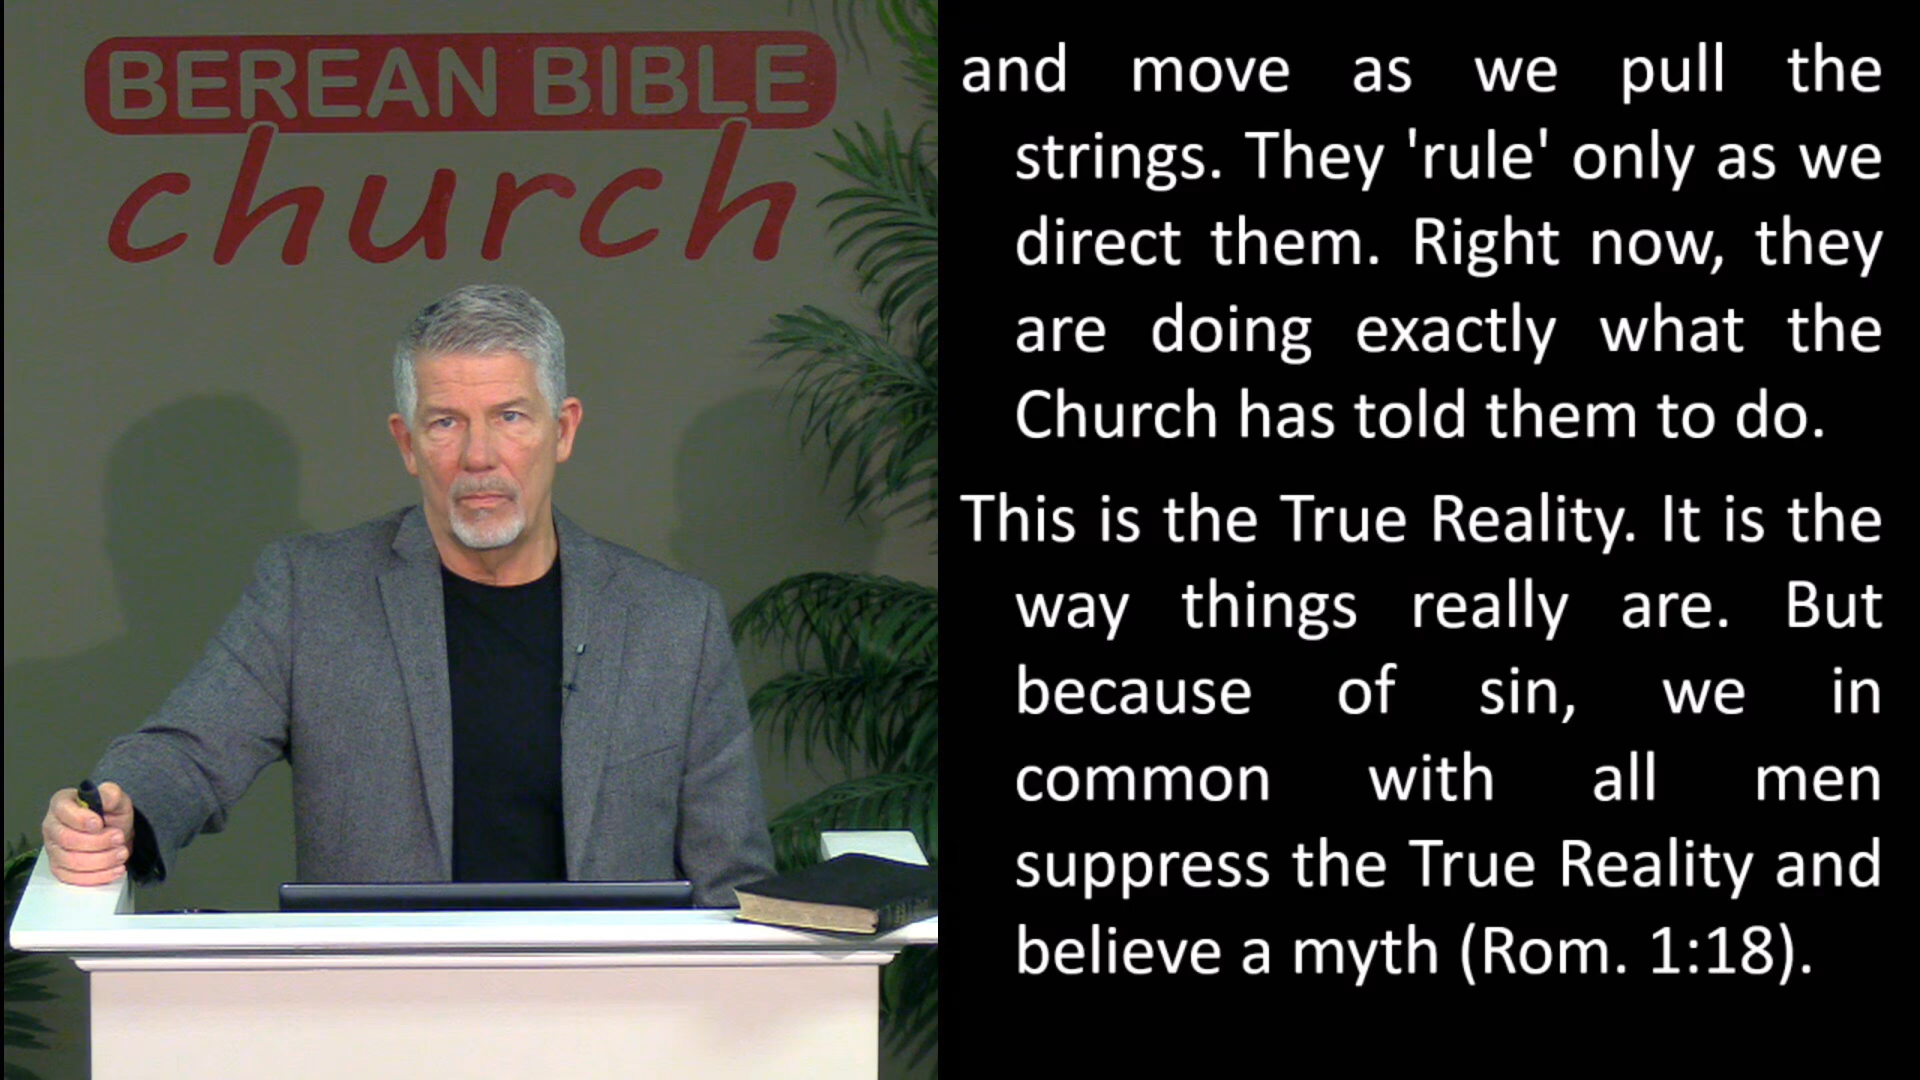 BEREAN BIBLE
church
and move as we pull the
strings. They 'rule' only as we
direct them. Right now, they
are doing exactly what the
Church has told them to do.
This is the True Reality. It is the
way things really are. But
because of sin, we in
common with all men
suppress the True Reality and
believe a myth (Rom. 1:18).